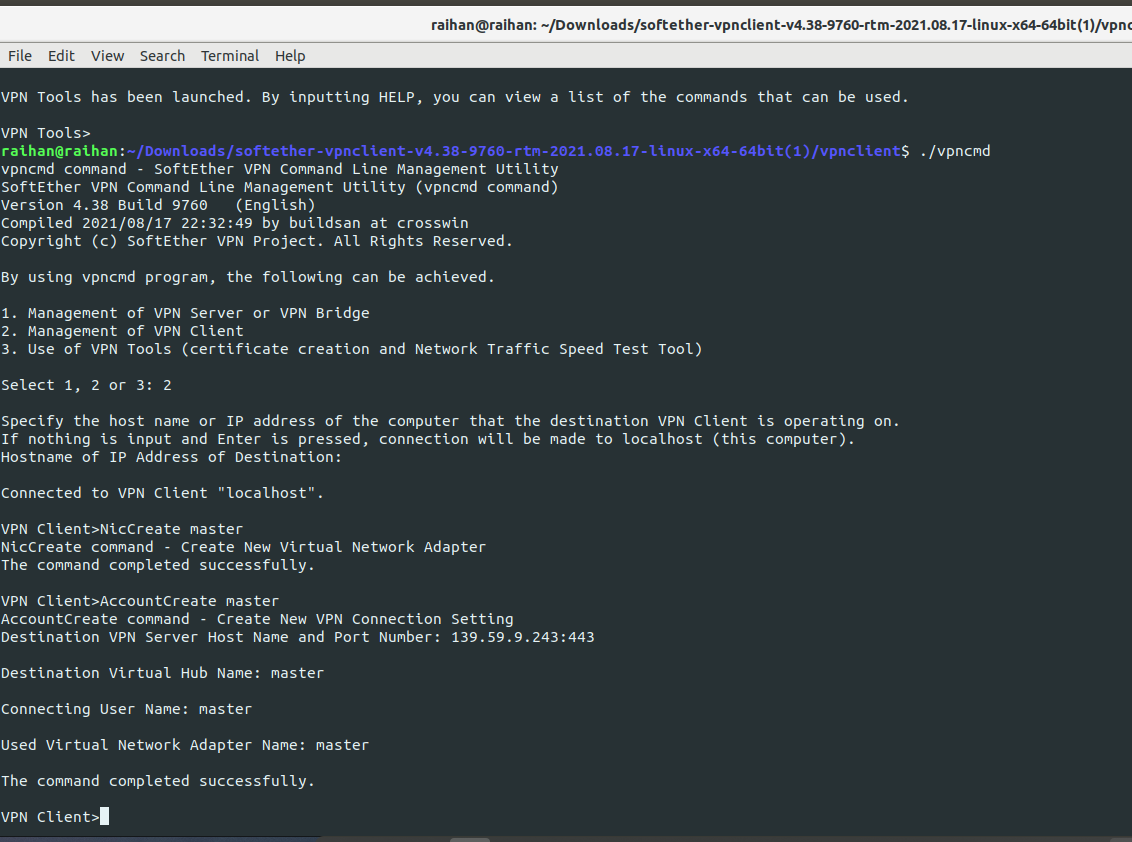 raihan@raihan: ~/Downloads/softether-vpnclient-v4.38-9760-rtm-2021.08.17-linux-x64-64bit(1)/vpnc
File Edit View Search Terminal Help
VPN Tools has been launched. By inputting HELP, you can view a list of the commands that can be used.
VPN Tools>
raihan@raihan:~/Downloads/softether-vpnclient-v4.38-9760-rtm-2021.08.17-linux-x64-64bit(1)/vpnclient$ ./vpncmd
vpncmd command - SoftEther VPN Command Line Management Utility
SoftEther VPN Command Line Management Utility (vpncmd command)
Version 4.38 Build 9760   (English)
Compiled 2021/08/17 22:32:49 by buildsan at crosswin
Copyright (c) SoftEther VPN Project. All Rights Reserved.
By using vpncmd program, the following can be achieved.
1. Management of VPN Server or VPN Bridge
2. Management of VPN Client
3. Use of VPN Tools (certificate creation and Network Traffic Speed Test Tool)
Select 1, 2 or 3: 2
Specify the host name or IP address of the computer that the destination VPN Client is operating on.
If nothing is input and Enter is pressed, connection will be made to localhost (this computer).
Hostname of IP Address of Destination:
Connected to VPN Client "localhost".
VPN Client>NicCreate master
NicCreate command - Create New Virtual Network Adapter
The command completed successfully.
VPN Client>AccountCreate master
AccountCreate command - Create New VPN Connection Setting
Destination VPN Server Host Name and Port Number: 139.59.9.243:443
Destination Virtual Hub Name: master
Connecting User Name: master
Used Virtual Network Adapter Name: master
The command completed successfully.
VPN Client>